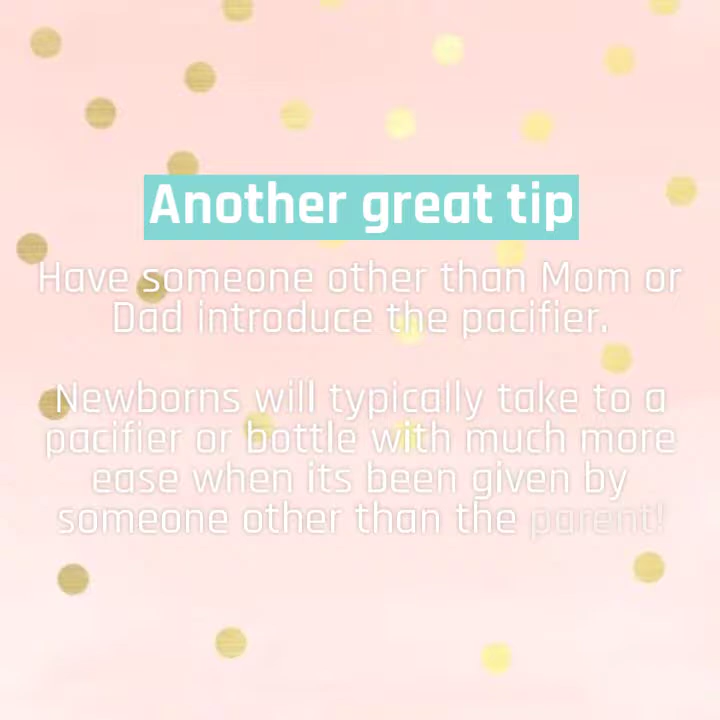 Another great tip
Have someone other than Mom or
Dad introduce the pacifier.
Newborns will typically take to a
pacifier or bottle with much more
ease when its been given by
someone other than the parent!